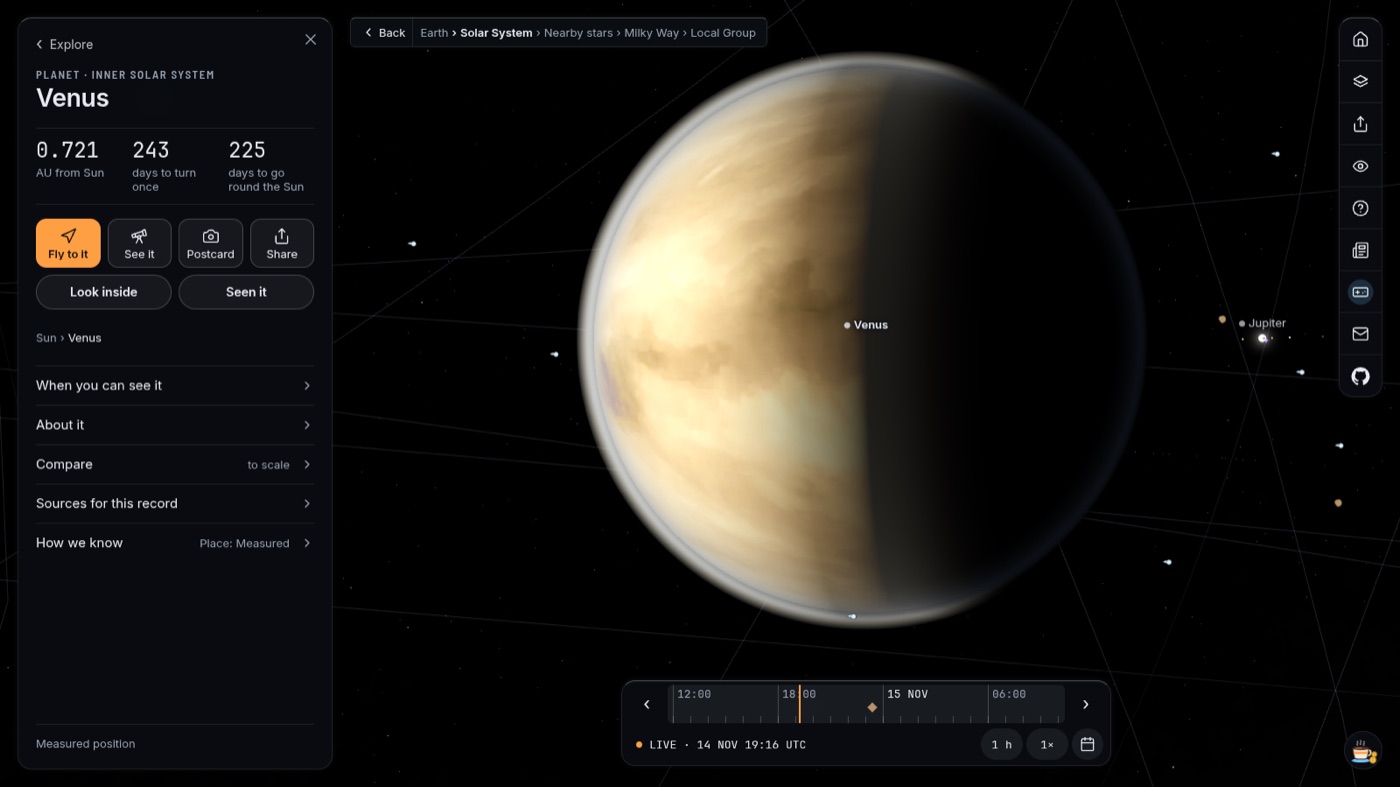 Explore
PLANET · INNER SOLAR SYSTEM
Venus
0.721
AU from Sun
243
days to turn
once
225
days to go
round the Sun
Fly to it
See it
Postcard
Share
Look inside
Seen it
Sun › Venus
When you can see it
About it
Compare
to scale
Sources for this record
How we know
Place: Measured
Measured position
Back
Earth › Solar System › Nearby stars › Milky Way › Local Group
Venus
Jupiter
12:00
18:00
15 NOV
06:00
LIVE · 14 NOV 19:16 UTC
1 h
1×